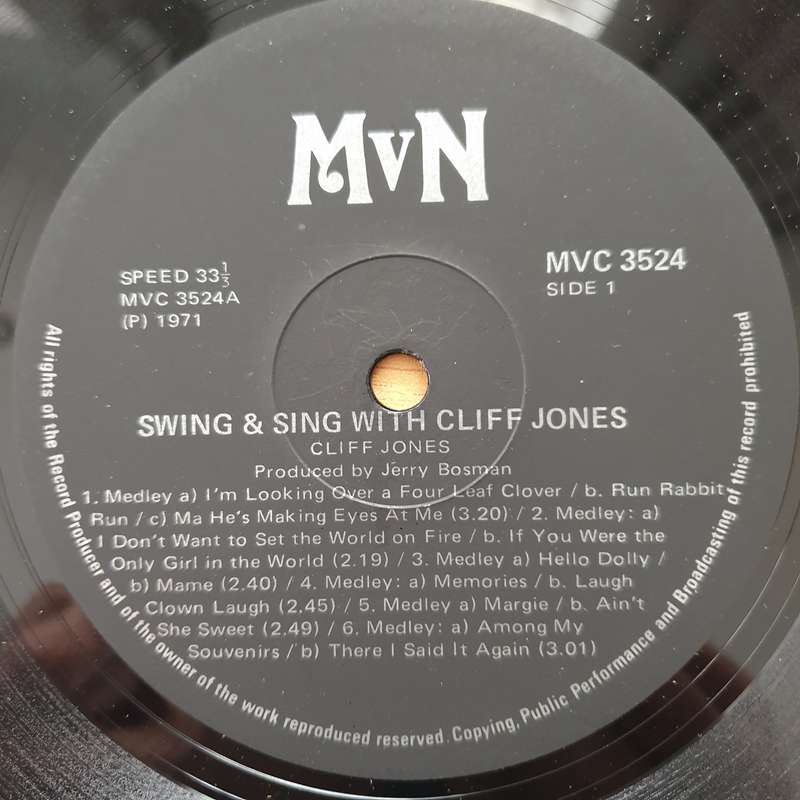 MVN
SPEED 33 1/3
MVC 3524A
(P) 1971
MVC 3524
SIDE 1
SWING & SING WITH CLIFF JONES
CLIFF JONES
Produced by Jerry Bosman
1. Medley a) I'm Looking Over a Four Leaf Clover / b. Run Rabbit
Run / c) Ma He's Making Eyes At Me (3.20) / 2. Medley: a)
I Don't Want to Set the World on Fire / b. If You Were the
Only Girl in the World (2.19) / 3. Medley a) Hello Dolly /
b) Mame (2.40) / 4. Medley: a) Memories / b. Laugh
Clown Laugh (2.45) / 5. Medley a) Margie / b. Ain't
She Sweet (2.49) / 6. Medley: a) Among My
Souvenirs / b) There I Said It Again (3.01)
All rights of the Record Producer and of the owner of the work reproduced reserved. Copying, Public Performance and Broadcasting of this record prohibited